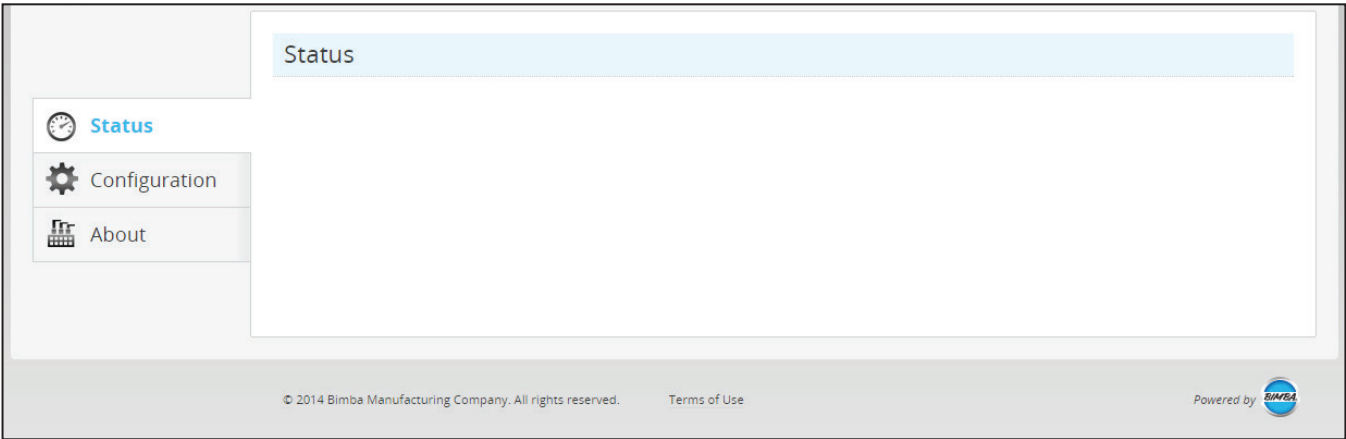 Status
Status
Configuration
About
© 2014 Bimba Manufacturing Company. All rights reserved. Terms of Use
Powered by BIMBA